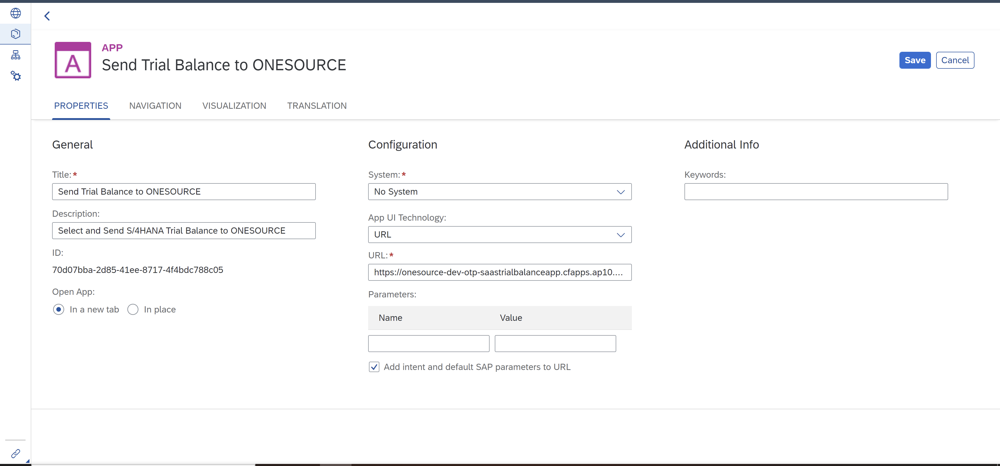 APP
A
Send Trial Balance to ONESOURCE
Save
Cancel
PROPERTIES
NAVIGATION
VISUALIZATION
TRANSLATION
General
Title:*
Send Trial Balance to ONESOURCE
Description:
Select and Send S/4HANA Trial Balance to ONESOURCE
ID:
70d07bba-2d85-41ee-8717-4f4bdc788c05
Open App:
In a new tab
In place
Configuration
System:*
No System
App UI Technology:
URL
URL:*
https://onesource-dev-otp-saastrialbalanceapp.cfapps.ap10....
Parameters:
Name
Value
Add intent and default SAP parameters to URL
Additional Info
Keywords: